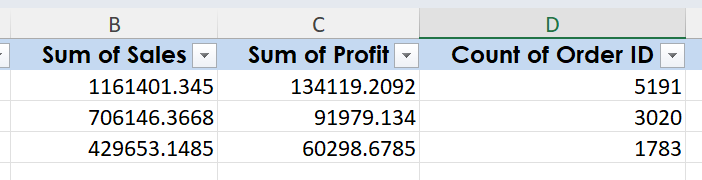 B C D
Sum of Sales Sum of Profit Count of Order ID
1161401.345 134119.2092 5191
706146.3668 91979.134 3020
429653.1485 60298.6785 1783